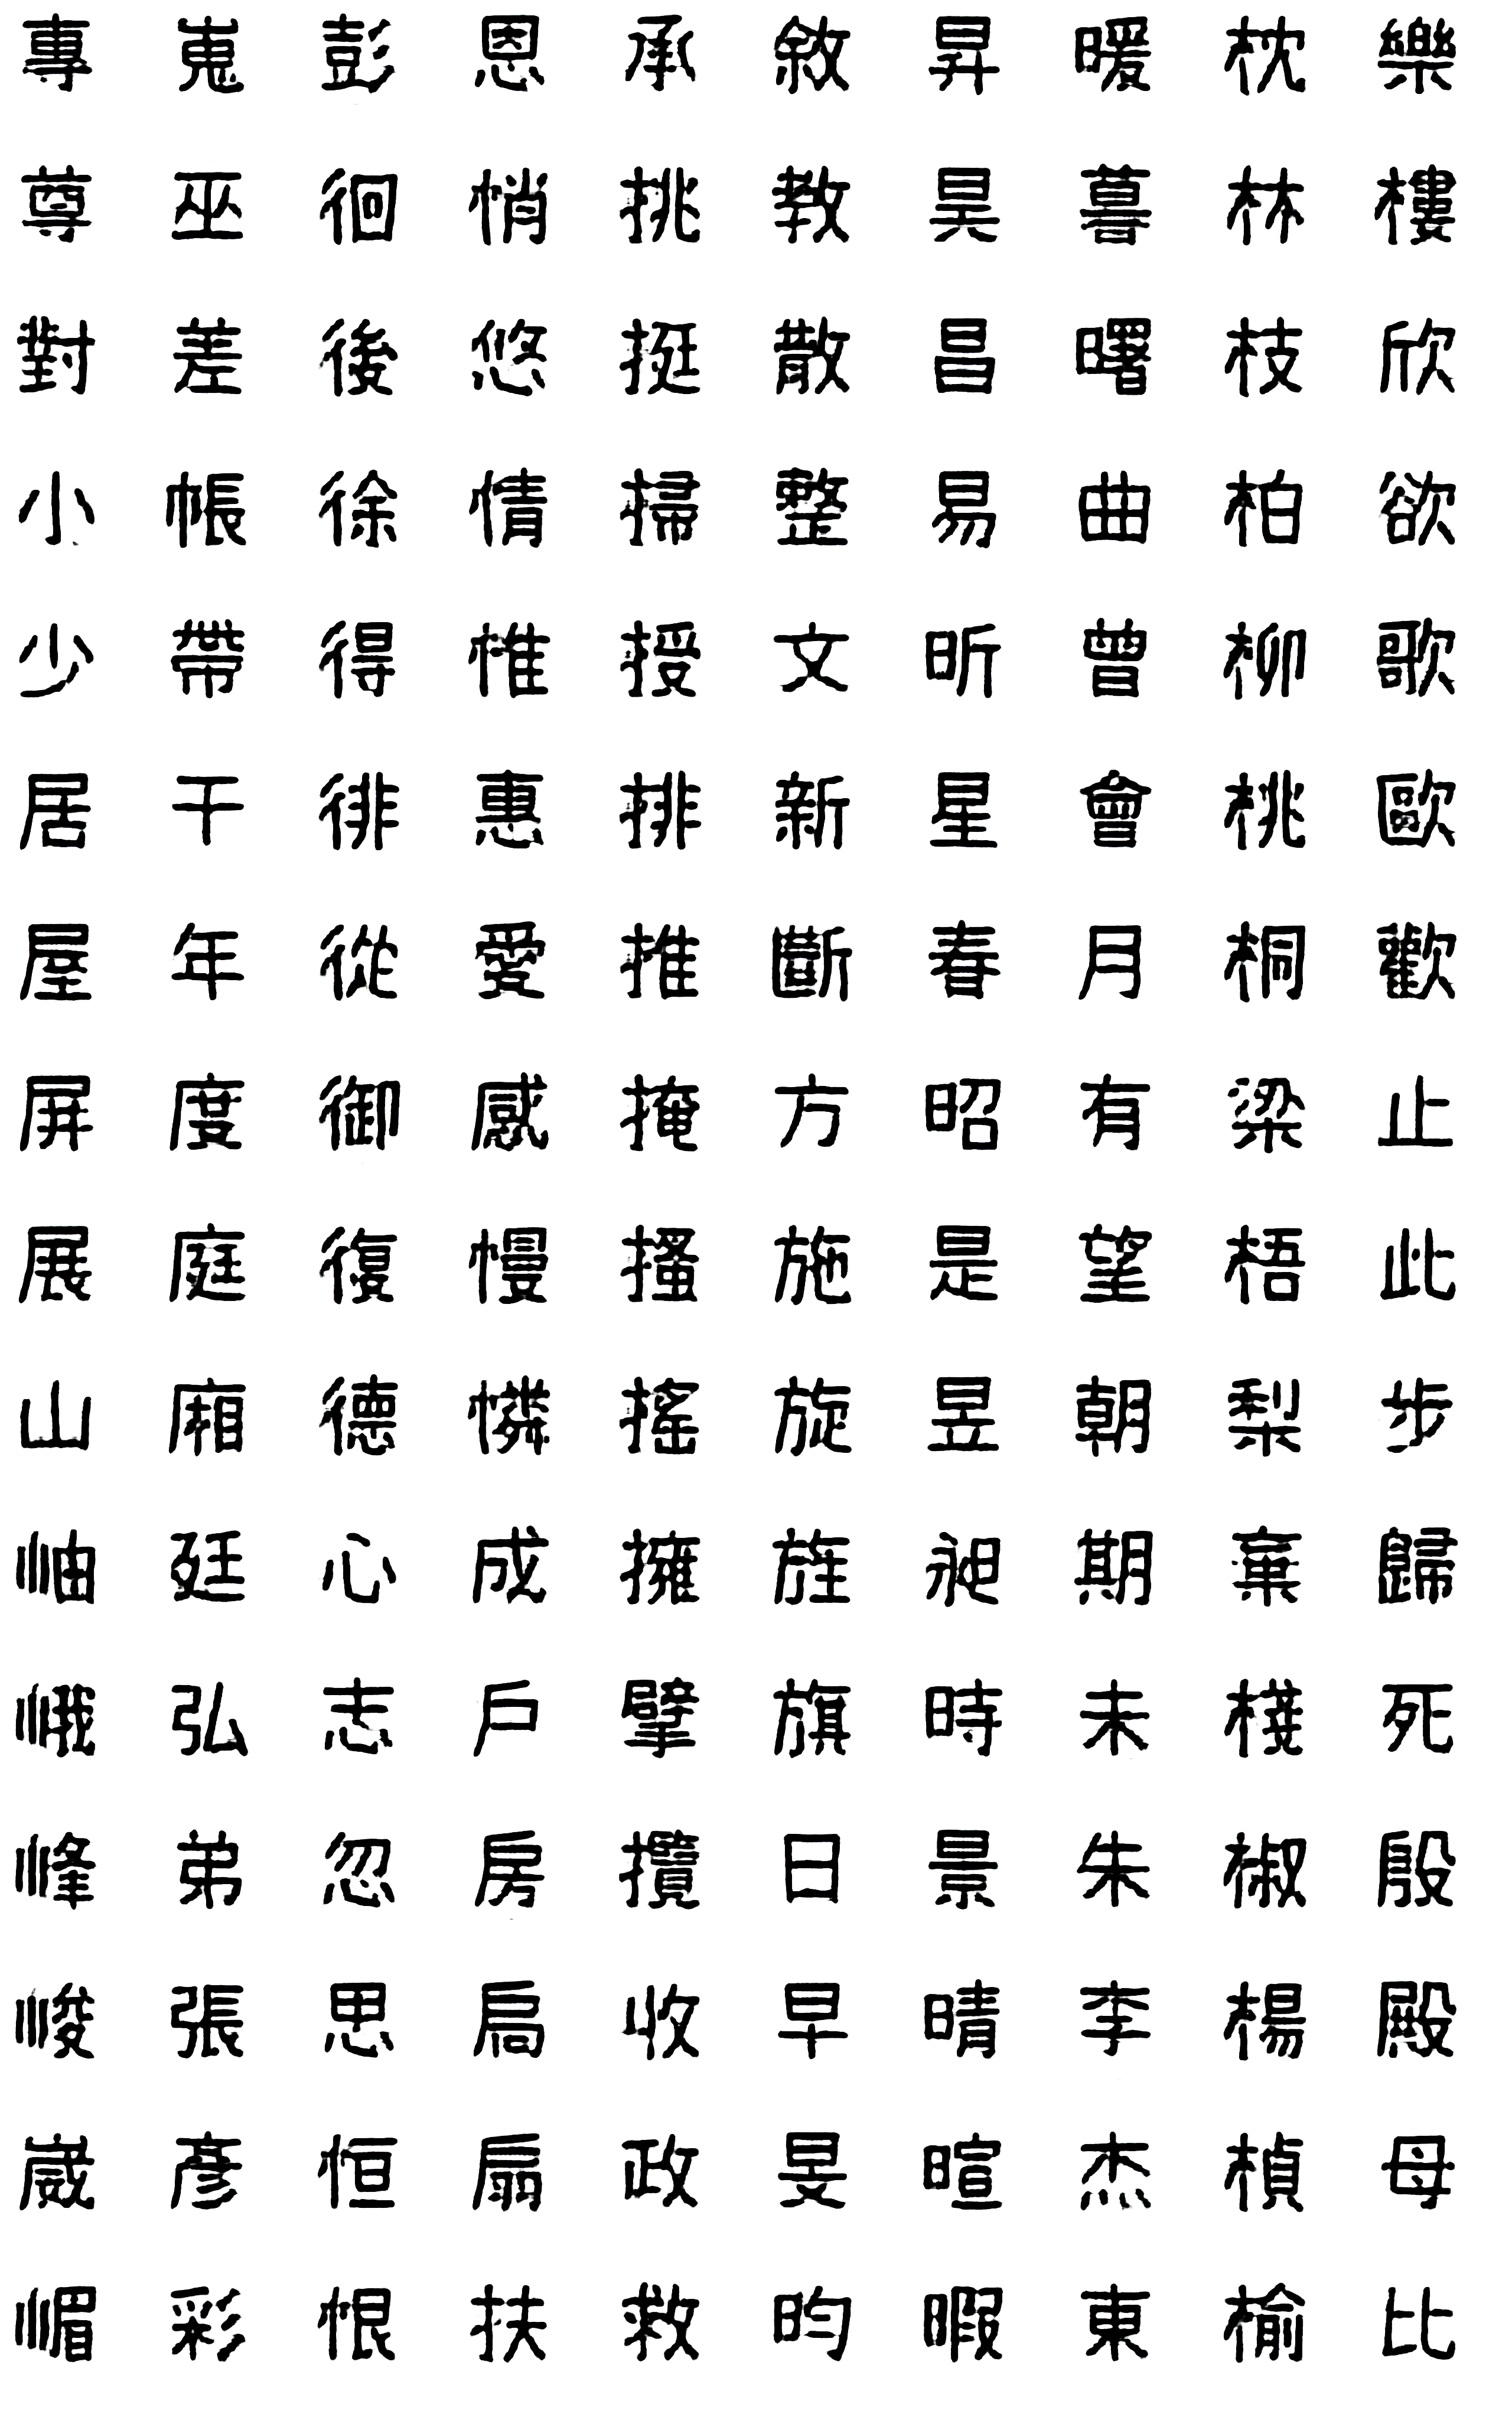 專尊對小少居屋屏展山岫峨峰峻崴嵋
嵬巫差帳帶干年度庭廂廷弘弟張彥彩
彭徊後徐得徘從御復德心志忽思恒恨
恩悄悠情惟惠愛感慢憐成戶房扃扇扶
承挑挺掃授排推掩搔搖擁擘攬收政救
敘教散整文新斷方施旋旌旗日早旻昀
昇昊昌易昕星春昭是昱昶時景晴暄暇
暖暮曙曲曾會月有望朝期未朱李杰東
枕林枝柏柳桃桐梁梧梨棄棧椒楊楨榆
樂樓欣欲歌歐歡止此步歸死殷殿母比